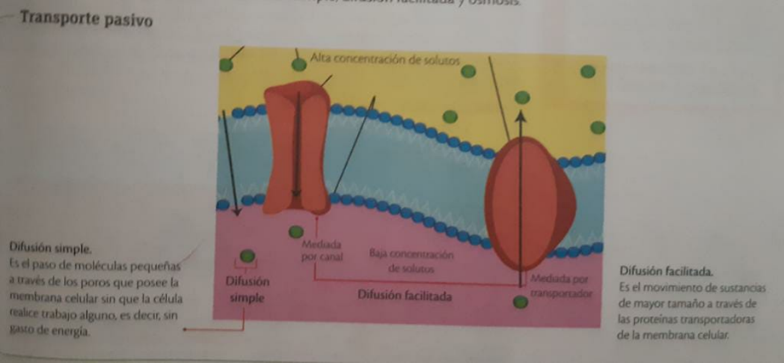 Difusión facilitada y ósmosis.
Transporte pasivo
Alta concentración de solutos
Mediada
por canal
Baja concentración
de solutos
Difusión
simple
Difusión facilitada
Mediada por
transportador
Difusión simple.
Es el paso de moléculas pequeñas
a través de los poros que posee la
membrana celular sin que la célula
realice trabajo alguno, es decir, sin
gasto de energía.
Difusión facilitada.
Es el movimiento de sustancias
de mayor tamaño a través de
las proteínas transportadoras
de la membrana celular.